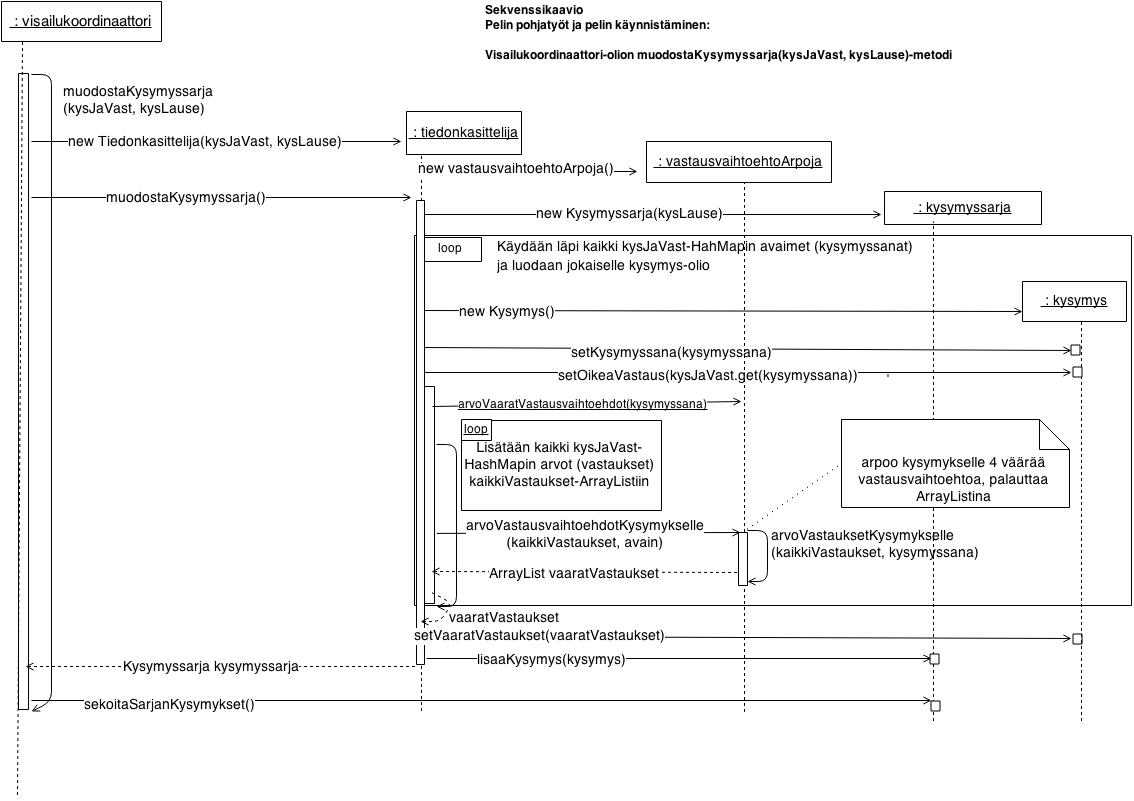 Sekvenssikaavio
Pelin pohjatyöt ja pelin käynnistäminen:
Visailukoordinaattori-olion muodostaKysymyssarja(kysJaVast, kysLause)-metodi
: visailukoordinaattori
muodostaKysymyssarja
(kysJaVast, kysLause)
new Tiedonkasittelija(kysJaVast, kysLause)
: tiedonkasittelija
new vastausvaihtoehtoArpoja()
: vastausvaihtoehtoArpoja
muodostaKysymyssarja()
new Kysymyssarja(kysLause)
: kysymyssarja
loop
Käydään läpi kaikki kysJaVast-HahMapin avaimet (kysymyssanat)
ja luodaan jokaiselle kysymys-olio
new Kysymys()
: kysymys
setKysymyssana(kysymyssana)
setOikeaVastaus(kysJaVast.get(kysymyssana))
arvoVaaratVastausvaihtoehdot(kysymyssana)
loop
Lisätään kaikki kysJaVast-
HashMapin arvot (vastaukset)
kaikkiVastaukset-ArrayListiin
arpoo kysymykselle 4 väärää
vastausvaihtoehtoa, palauttaa
ArrayListina
arvoVastausvaihtoehdotKysymykselle
(kaikkiVastaukset, avain)
arvoVastauksetKysymykselle
(kaikkiVastaukset, kysymyssana)
ArrayList vaaratVastaukset
vaaratVastaukset
setVaaratVastaukset(vaaratVastaukset)
lisaaKysymys(kysymys)
Kysymyssarja kysymyssarja
sekoitaSarjanKysymykset()